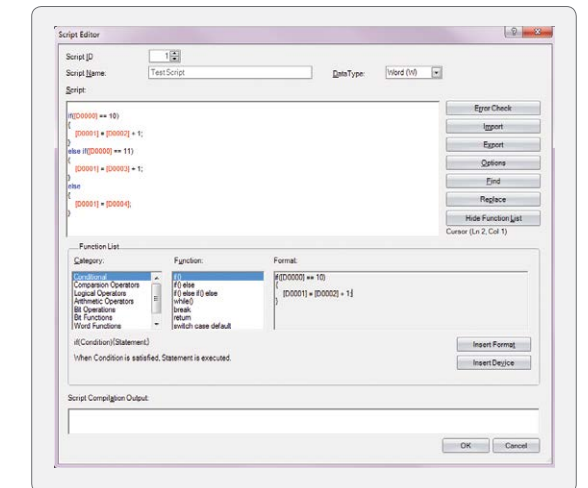 Script Editor
Script ID 1
Script Name: TestScript DataType: Word (W)
Script:
if([D0000] == 10)
{
[D0001] = [D0002] + 1;
}
else if([D0000] == 11)
{
[D0001] = [D0003] + 1;
}
else
{
[D0001] = [D0004];
}
Error Check
Import
Export
Options
Find
Replace
Hide Function List
Cursor (Ln 2, Col 1)
Function List
Category:
Conditional
Comparsion Operators
Logical Operators
Arithmetic Operators
Bit Operations
Bit Functions
Word Functions
Function:
if()
if() else
if() else if() else
while()
break
return
switch case default
Format:
if([D0000] == 10)
{
[D0001] = [D0002] + 1;
}
if(Condition){Statement;}
When Condition is satisfied, Statement is executed.
Insert Format
Insert Device
Script Compilation Output:
OK Cancel